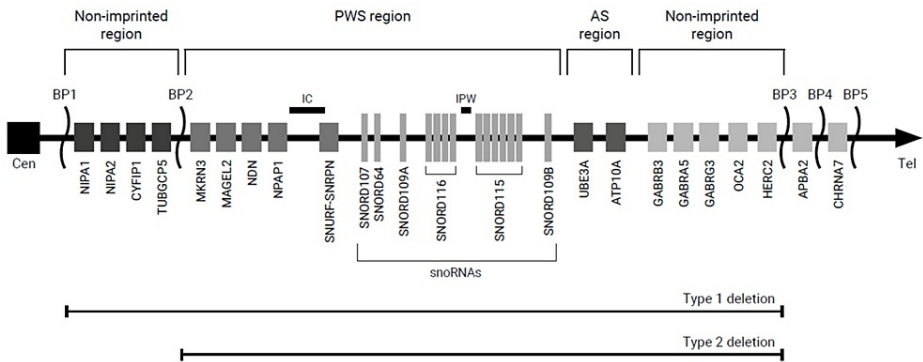 Non-imprinted
region
PWS region
AS
region
Non-imprinted
region
BP1
BP2
BP3
BP4
BP5
IC
IPW
Cen
Tel
NIPA1
NIPA2
CYFIP1
TUBGCP5
MKRN3
MAGEL2
NDN
NPAP1
SNURF-SNRPN
SNORD107
SNORD64
SNORD109A
SNORD116
SNORD115
SNORD109B
UBE3A
ATP10A
GABRB3
GABRA5
GABRG3
OCA2
HERC2
APBA2
CHRNA7
snoRNAs
Type 1 deletion
Type 2 deletion